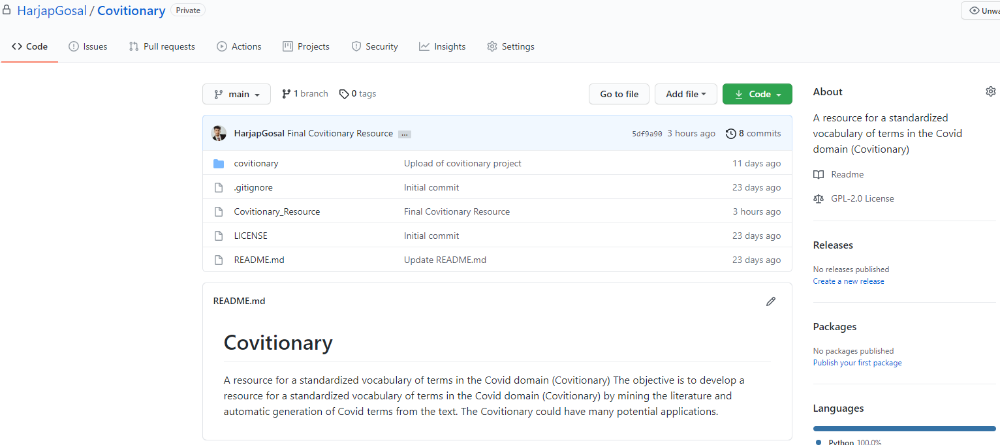 HarjapGosal / Covitionary Private
Unwa
Code Issues Pull requests Actions Projects Security Insights Settings
main 1 branch 0 tags Go to file Add file Code
HarjapGosal Final Covitionary Resource ... 5df9a90 3 hours ago 8 commits
covitionary Upload of covitionary project 11 days ago
.gitignore Initial commit 23 days ago
Covitionary_Resource Final Covitionary Resource 3 hours ago
LICENSE Initial commit 23 days ago
README.md Update README.md 23 days ago
README.md
Covitionary
A resource for a standardized vocabulary of terms in the Covid domain (Covitionary) The objective is to develop a
resource for a standardized vocabulary of terms in the Covid domain (Covitionary) by mining the literature and
automatic generation of Covid terms from the text. The Covitionary could have many potential applications.
About
A resource for a standardized
vocabulary of terms in the Covid
domain (Covitionary)
Readme
GPL-2.0 License
Releases
No releases published
Create a new release
Packages
No packages published
Publish your first package
Languages
Python 100.0%